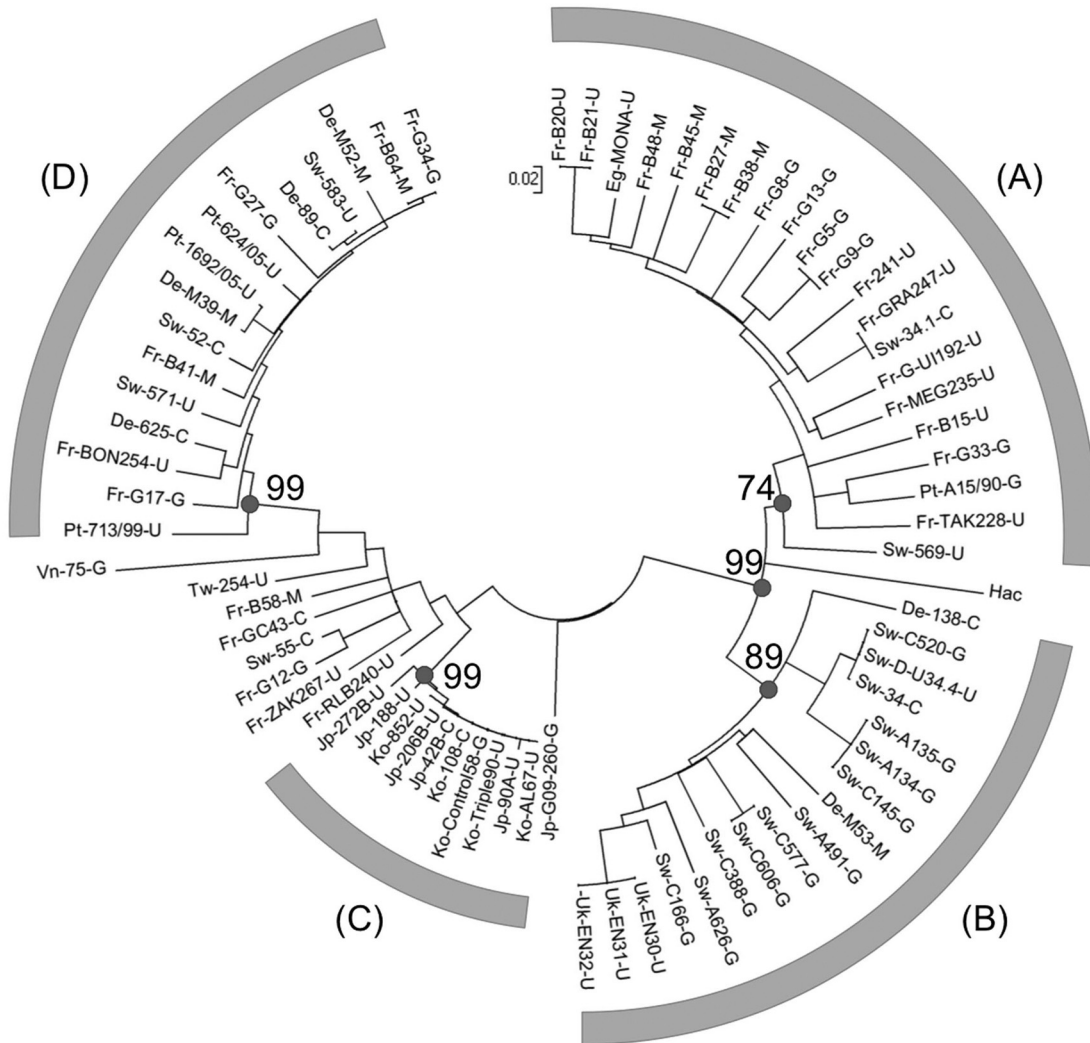 (A)
Fr-B20-U
Fr-B21-U
Eg-MONA-U
Fr-B48-M
Fr-B45-M
Fr-B27-M
Fr-B38-M
Fr-G8-G
Fr-G13-G
Fr-G5-G
Fr-G9-G
Fr-241-U
Fr-GRA247-U
Sw-34.1-C
Fr-G-UI192-U
Fr-MEG235-U
Fr-B15-U
Fr-G33-G
Pt-A15/90-G
Fr-TAK228-U
Sw-569-U
Hac
De-138-C
Sw-C520-G
Sw-D-U34.4-U
Sw-34-C
Sw-A135-G
Sw-A134-G
Sw-C145-G
De-M53-M
Sw-A491-G
Sw-C577-G
Sw-C606-G
Sw-C388-G
Sw-A626-G
Sw-C166-G
Uk-EN30-U
Uk-EN31-U
Uk-EN32-U
(B)
Jp-G09-260-G
Ko-AL67-U
Jp-90A-U
Ko-Triple90-U
Ko-Control58-G
Ko-108-C
Jp-42B-C
Jp-206B-U
Ko-852-U
Jp-188-U
Jp-272B-U
(C)
Fr-RLB240-U
Fr-ZAK267-U
Fr-G12-G
Sw-55-C
Fr-GC43-C
Fr-B58-M
Tw-254-U
Vn-75-G
Pt-713/99-U
Fr-G17-G
Fr-BON254-U
De-625-C
Sw-571-U
Fr-B41-M
Sw-52-C
De-M39-M
Pt-1692/05-U
Pt-624/05-U
Fr-G27-G
De-89-C
Sw-583-U
De-M52-M
Fr-B64-M
Fr-G34-G
(D)
0.02
99
74
99
89
99